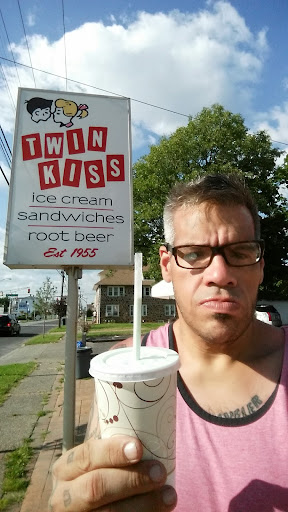 TWIN
KISS
ice cream
sandwiches
root beer
Est 1955